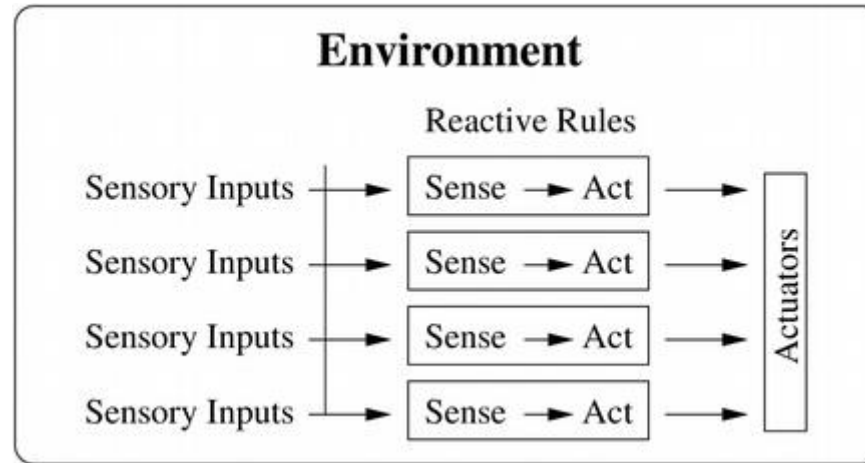 Environment
Reactive Rules
Sensory Inputs Sense Act
Sensory Inputs Sense Act
Sensory Inputs Sense Act
Sensory Inputs Sense Act
Actuators